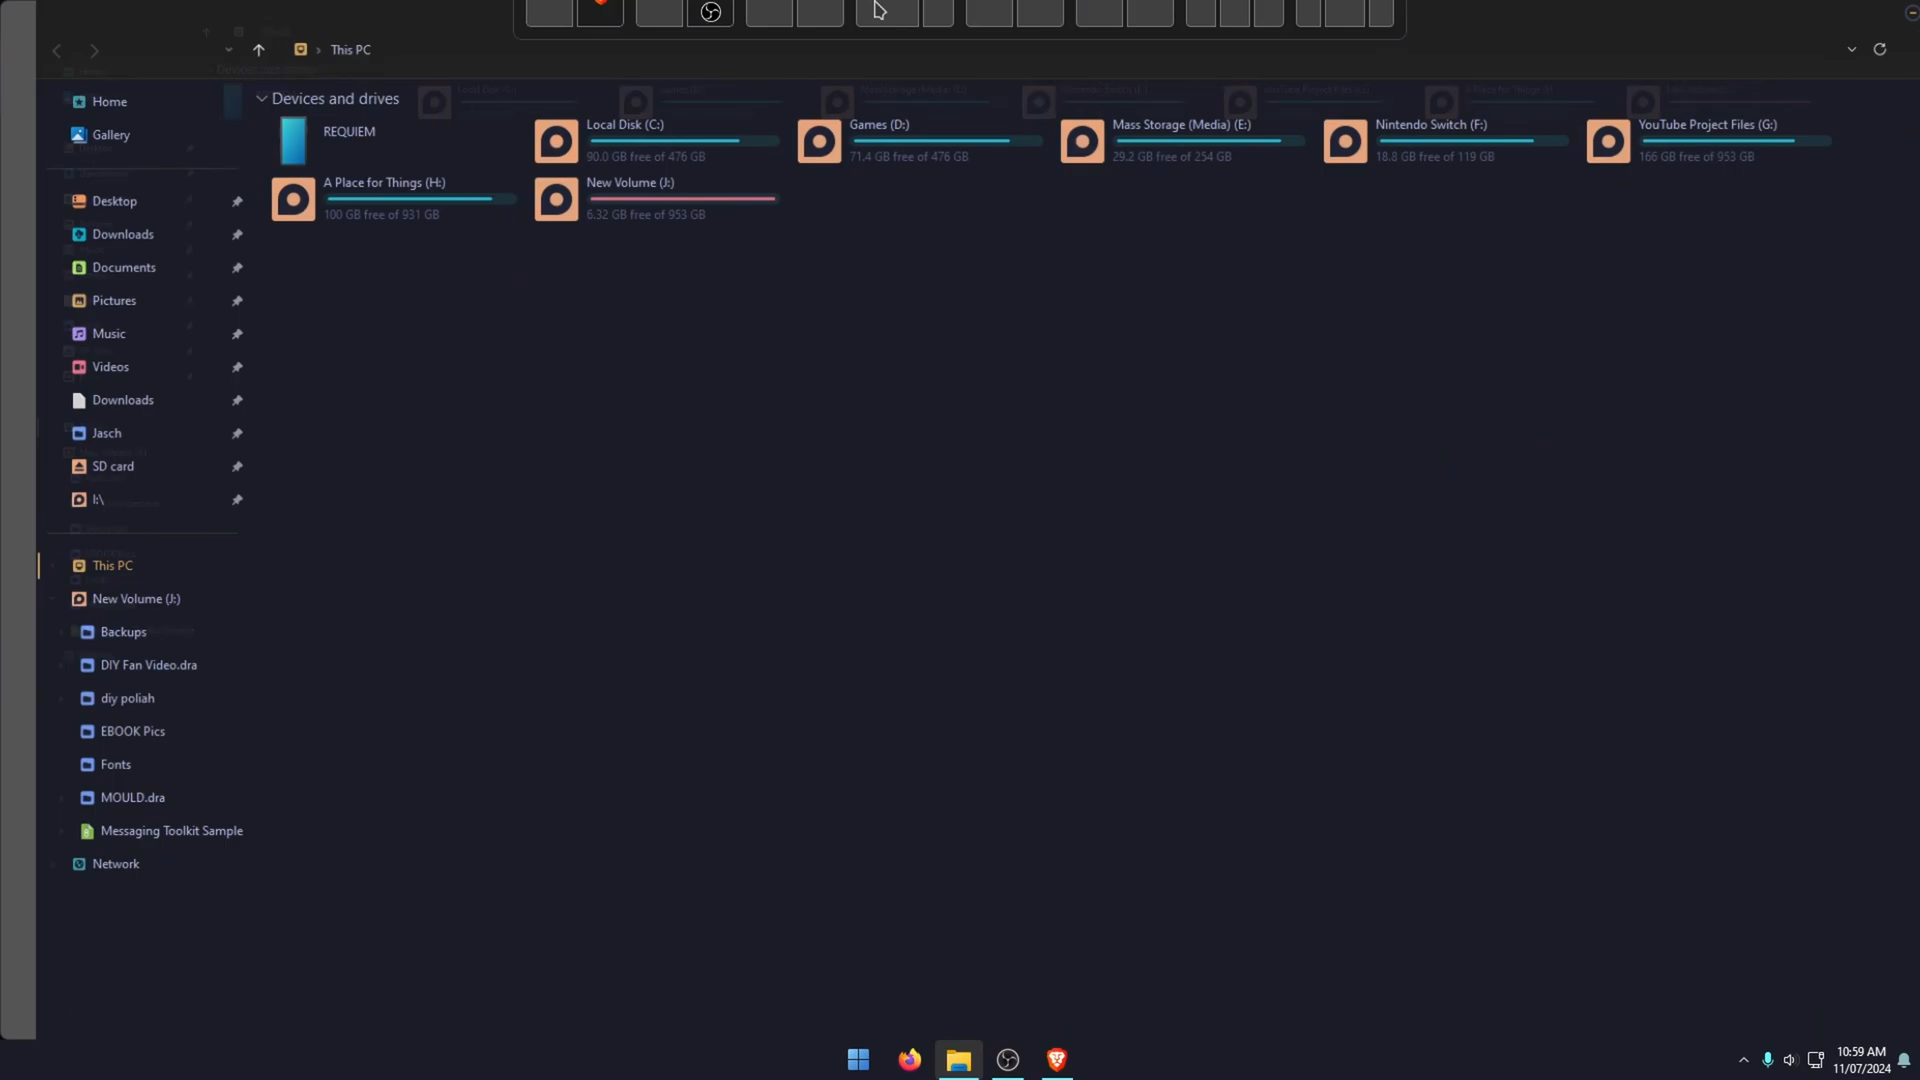 This PC
Home
Gallery
Desktop
Downloads
Documents
Pictures
Music
Videos
Downloads
Jasch
SD card
I:\
This PC
New Volume (J:)
Backups
DIY Fan Video.dra
diy poliah
EBOOK Pics
Fonts
MOULD.dra
Messaging Toolkit Sample
Network
Devices and drives
REQUIEM
Local Disk (C:)
90.0 GB free of 476 GB
Games (D:)
71.4 GB free of 476 GB
Mass Storage (Media) (E:)
29.2 GB free of 254 GB
Nintendo Switch (F:)
18.8 GB free of 119 GB
YouTube Project Files (G:)
166 GB free of 953 GB
A Place for Things (H:)
100 GB free of 931 GB
New Volume (J:)
6.32 GB free of 953 GB
10:59 AM
11/07/2024